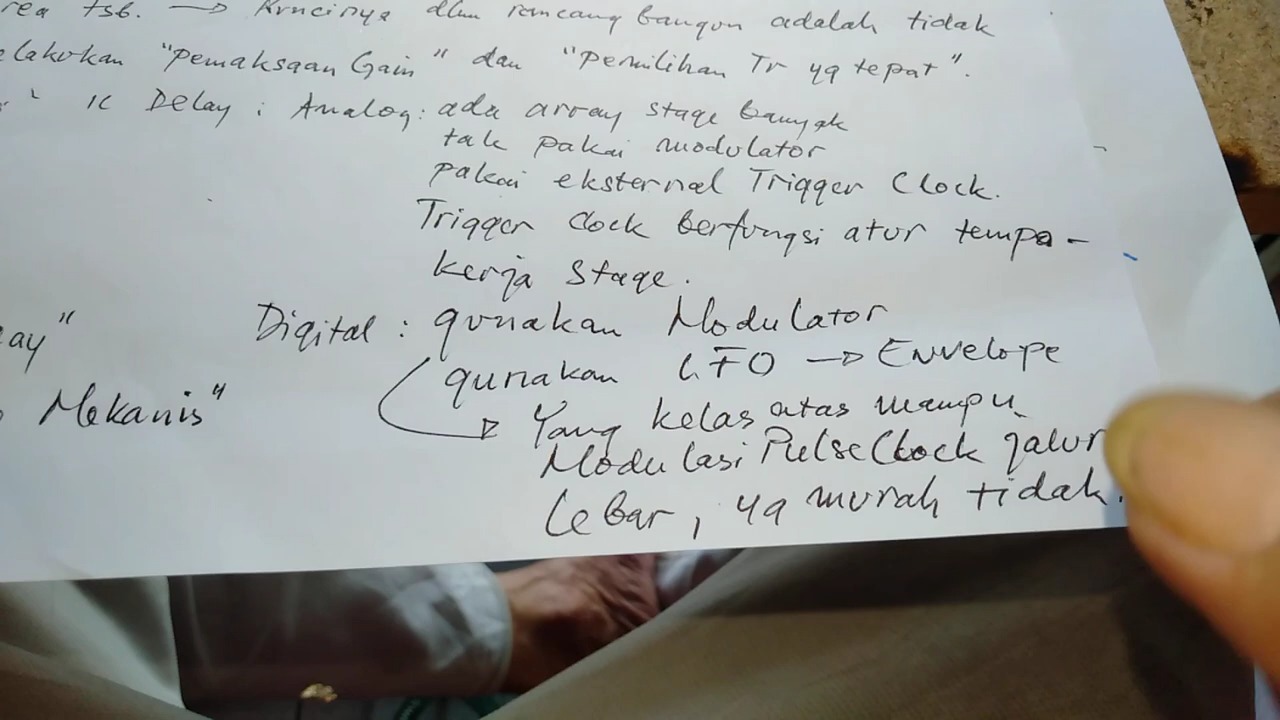 tsb. → Kuncinya dlm rancang bangun adalah tidak
elakukan "Pemaksaan Gain" dan "Pemilihan Tr yg tepat".
IC Delay : Analog : ada array stage banyak
tak pakai modulator
pakai eksternal Trigger Clock.
Trigger clock berfungsi atur tempo-
kerja stage.
ay"
Digital : gunakan Modulator
gunakan LFO → Envelope
Mekanis"
Yang kelas atas mampu
Modulasi Pulse Clock jalur
lebar, yg murah tidak.